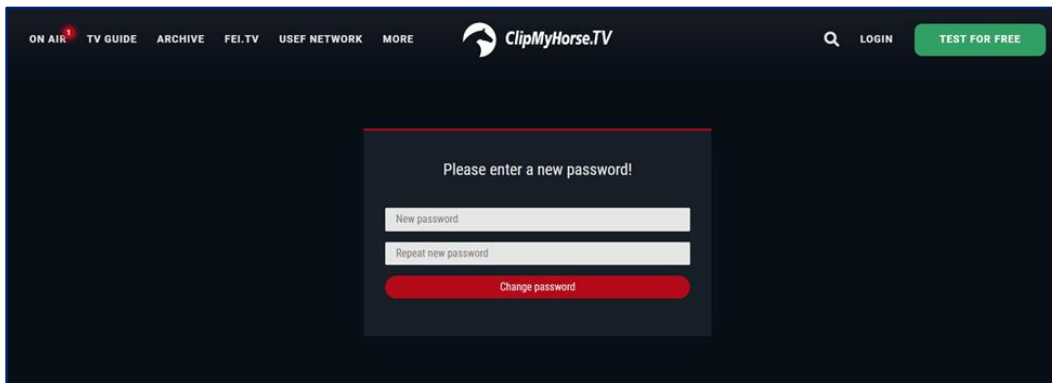 ON AIR 1 TV GUIDE ARCHIVE FEI.TV USEF NETWORK MORE ClipMyHorse.TV LOGIN TEST FOR FREE
Please enter a new password!
New password
Repeat new password
Change password